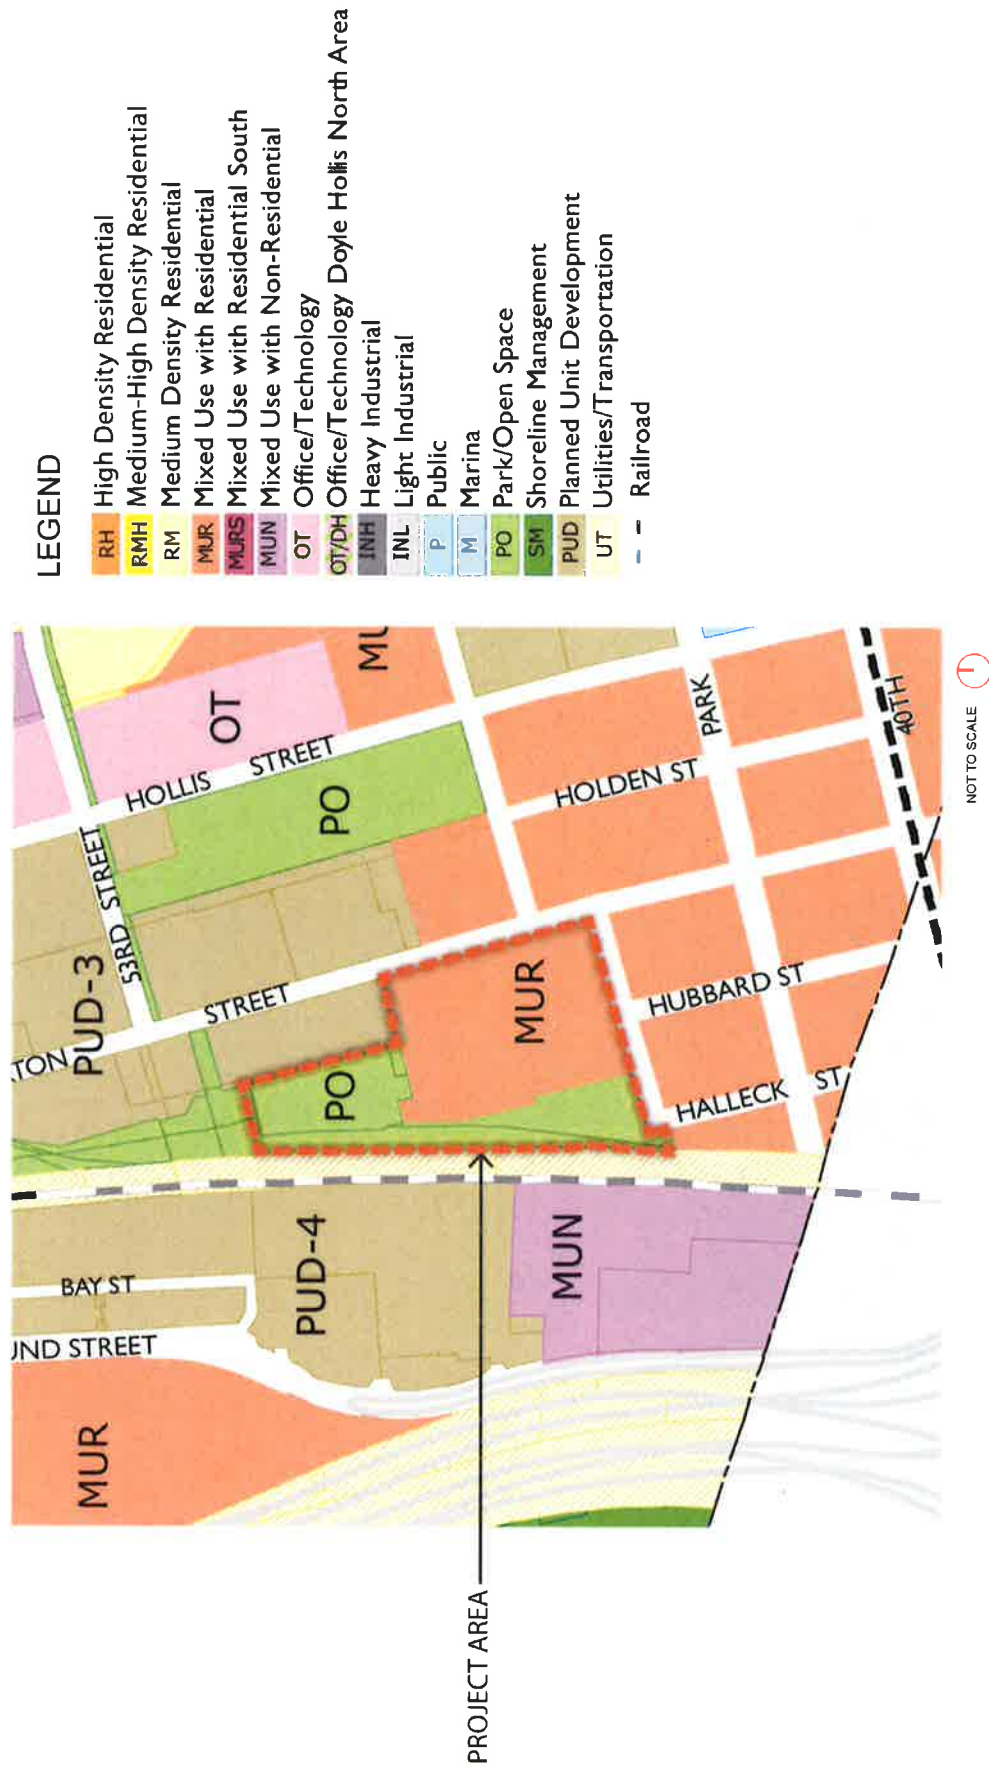 LEGEND
RH High Density Residential
RMH Medium-High Density Residential
RM Medium Density Residential
MUR Mixed Use with Residential
MURS Mixed Use with Residential South
MUN Mixed Use with Non-Residential
OT Office/Technology
OT/DH Office/Technology Doyle Hollis North Area
INH Heavy Industrial
INL Light Industrial
P Public
M Marina
PO Park/Open Space
SM Shoreline Management
PUD Planned Unit Development
UT Utilities/Transportation
Railroad
MUR
UND STREET
BAY ST
PUD-4
MUN
TON
STREET
PUD-3
53RD STREET
HOLLIS STREET
OT
MU
PO
PO
MUR
HOLDEN ST
PARK
40TH
HUBBARD ST
HALLECK ST
PROJECT AREA
NOT TO SCALE